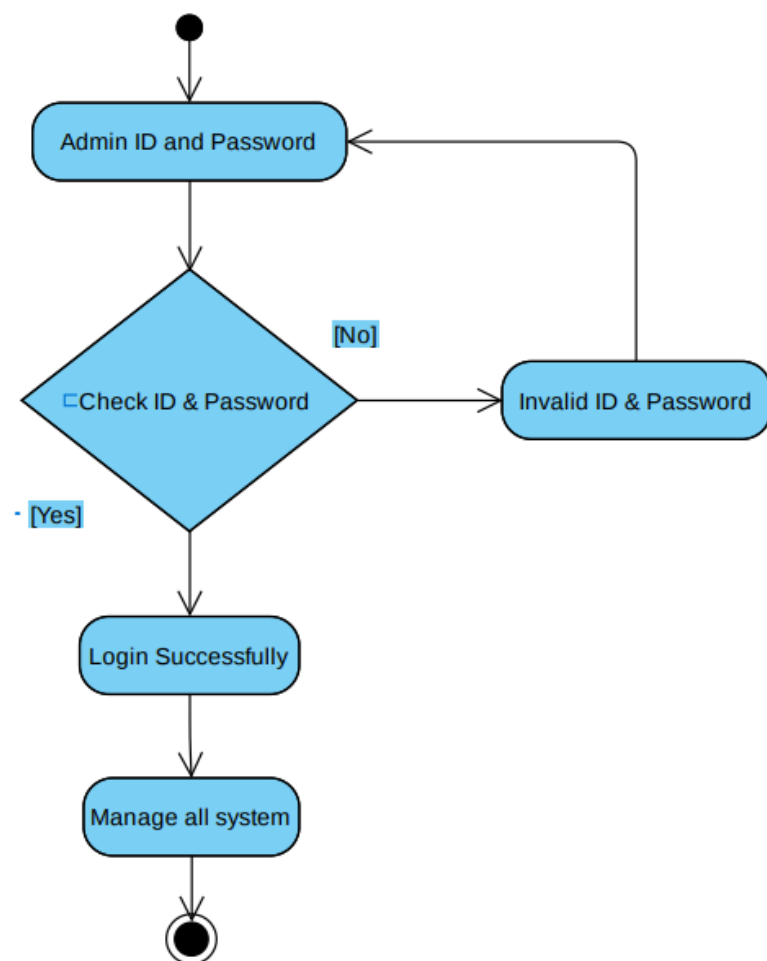 Admin ID and Password
[No]
Check ID & Password
Invalid ID & Password
[Yes]
Login Successfully
Manage all system